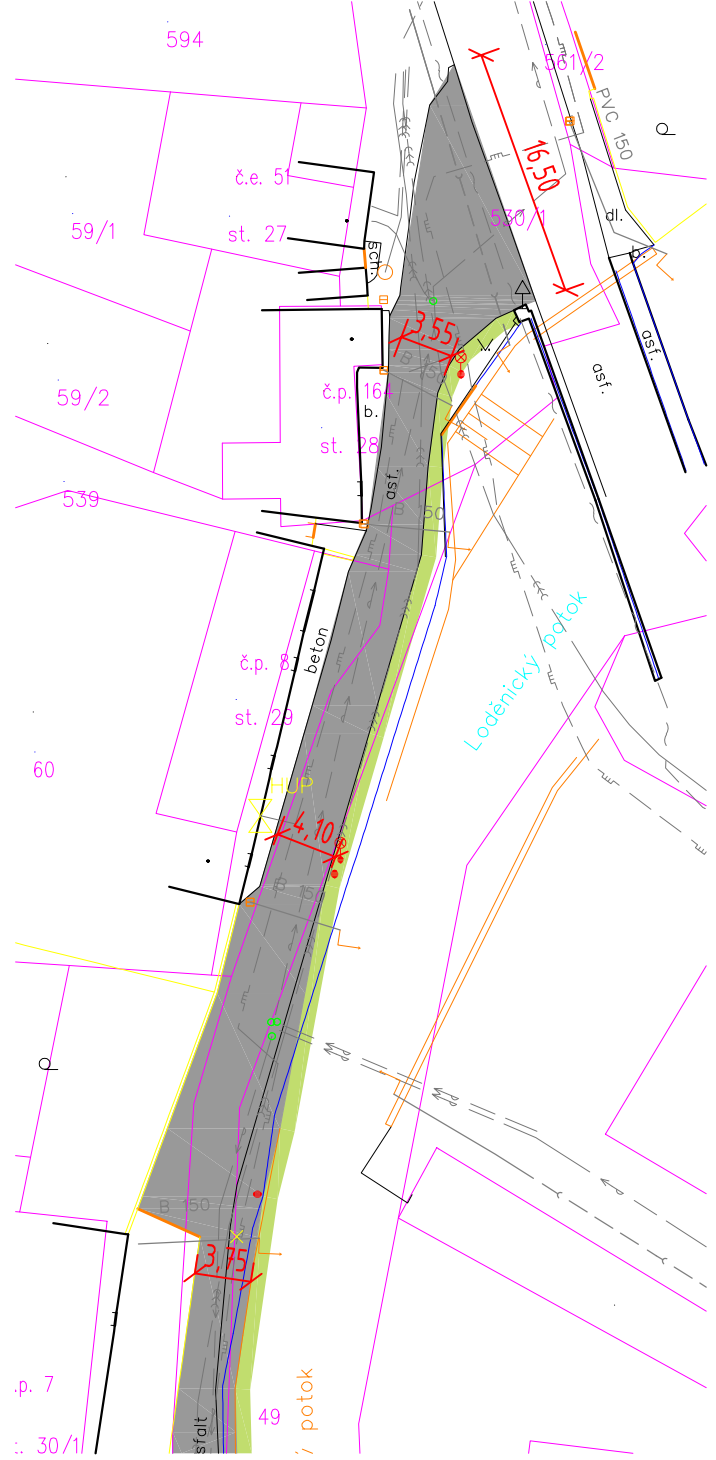 594
561/2
PVC 150
č.e. 51
16,50
59/1
st. 27
530/1
dl.
sch.
b.
3,55
asf.
asf.
59/2
č.p. 164
b.
st. 28
asf.
539
Loděnický potok
beton
č.p. 8
st. 29
60
HUP
4,10
B 150
B 150
3,75
.p. 7
49
ý potok
sfalt
30/1